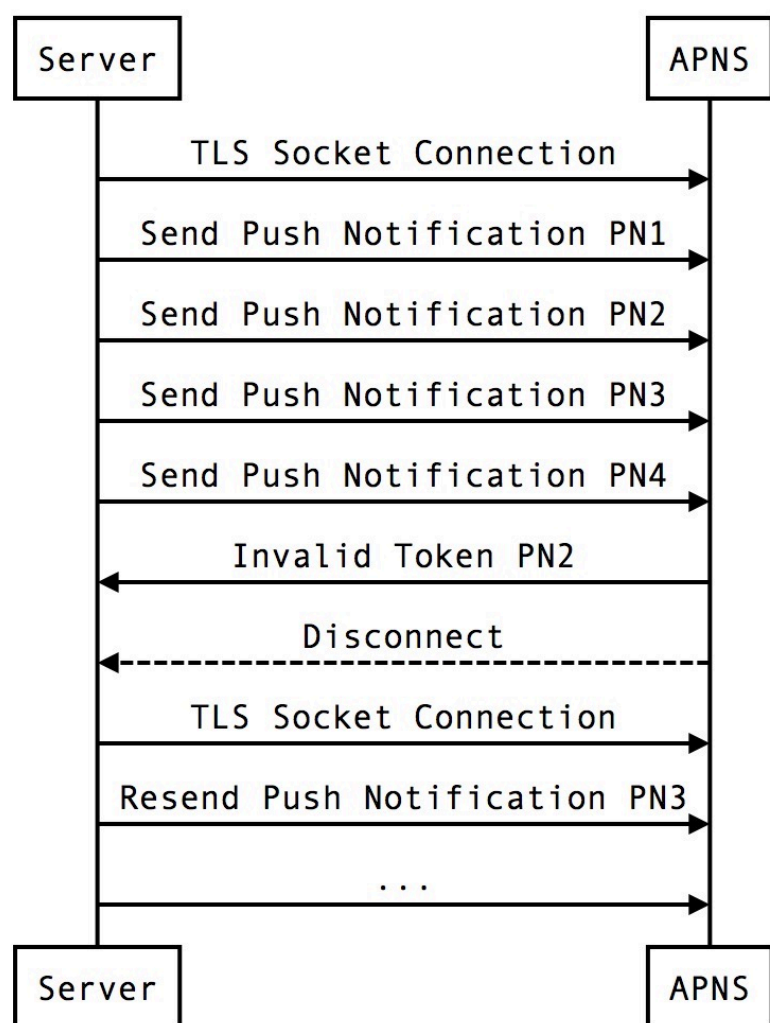 Server
APNS
TLS Socket Connection
Send Push Notification PN1
Send Push Notification PN2
Send Push Notification PN3
Send Push Notification PN4
Invalid Token PN2
Disconnect
TLS Socket Connection
Resend Push Notification PN3
...
Server
APNS